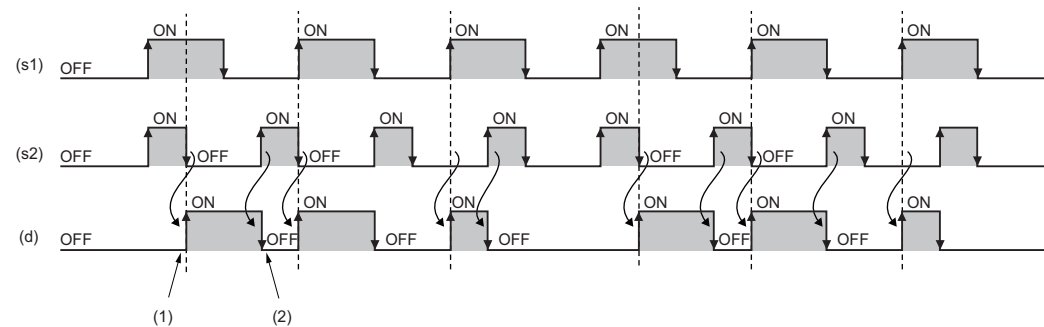 ON ON ON ON ON ON
(s1) OFF
ON ON ON ON ON ON ON
(s2) OFF OFF OFF OFF OFF
ON ON ON ON ON ON
(d) OFF OFF OFF OFF OFF OFF
(1) (2)